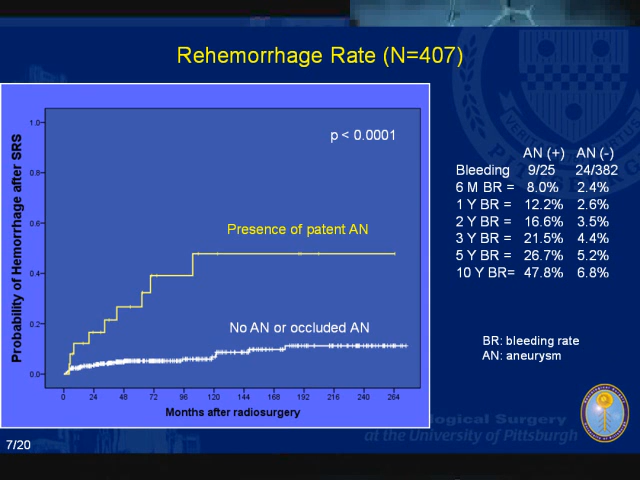 Rehemorrhage Rate (N=407)
Probability of Hemorrhage after SRS
1.0
0.8
0.6
0.4
0.2
0.0
p < 0.0001
Presence of patent AN
No AN or occluded AN
0 24 48 72 96 120 144 168 192 216 240 264
Months after radiosurgery
AN (+) AN (-)
Bleeding 9/25 24/382
6 M BR = 8.0% 2.4%
1 Y BR = 12.2% 2.6%
2 Y BR = 16.6% 3.5%
3 Y BR = 21.5% 4.4%
5 Y BR = 26.7% 5.2%
10 Y BR= 47.8% 6.8%
BR: bleeding rate
AN: aneurysm
logical Surgery
at the University of Pittsburgh
7/20